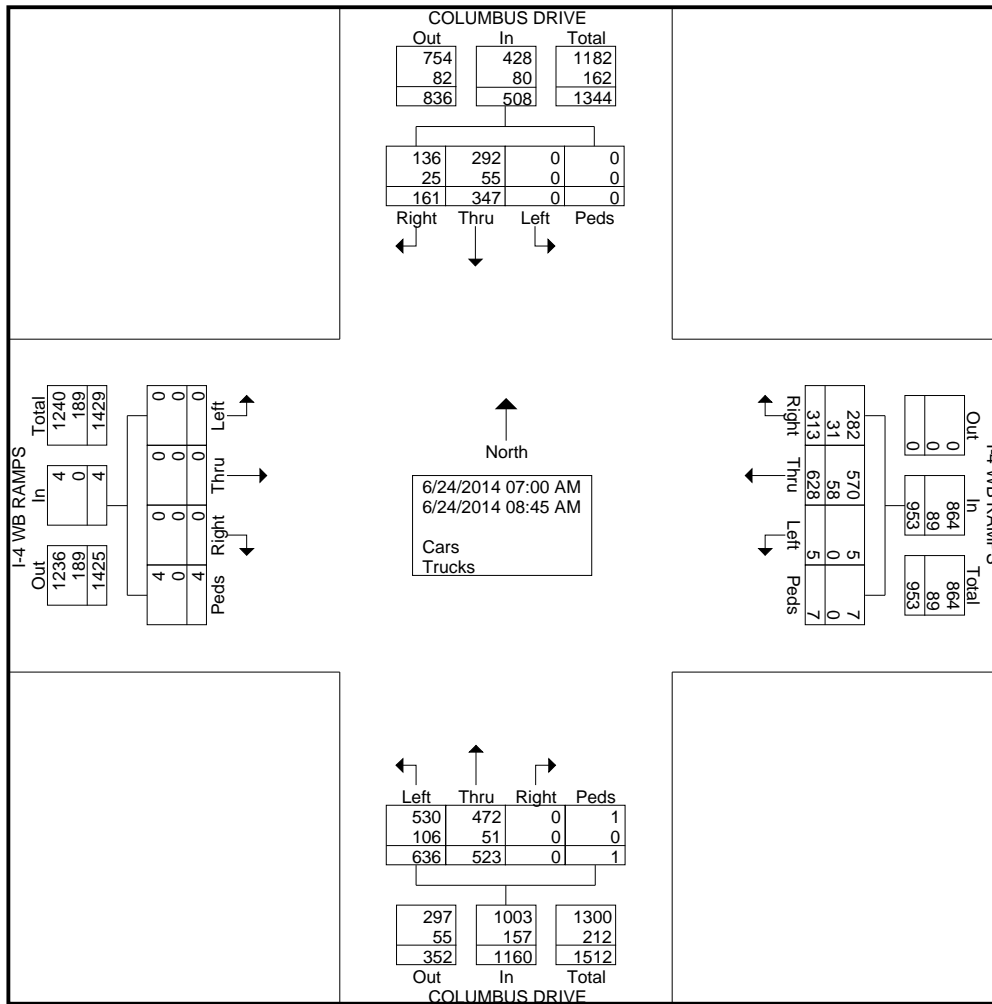 COLUMBUS DRIVE
Out In Total
754 428 1182
82 80 162
836 508 1344
136 292 0 0
25 55 0 0
161 347 0 0
Right Thru Left Peds
I-4 WB RAMPS
Total In Out
1240 4 1236
189 0 189
1429 4 1425
0 0 0 4
0 0 0 0
0 0 0 4
Left Thru Right Peds
North
6/24/2014 07:00 AM
6/24/2014 08:45 AM
Cars
Trucks
Right Thru Left Peds
313 628 5 7
31 58 0 0
282 570 5 7
Out In Total
0 864 864
0 89 89
0 953 953
I-4 WB RAMPS
Left Thru Right Peds
530 472 0 1
106 51 0 0
636 523 0 1
297 1003 1300
55 157 212
352 1160 1512
Out In Total
COLUMBUS DRIVE